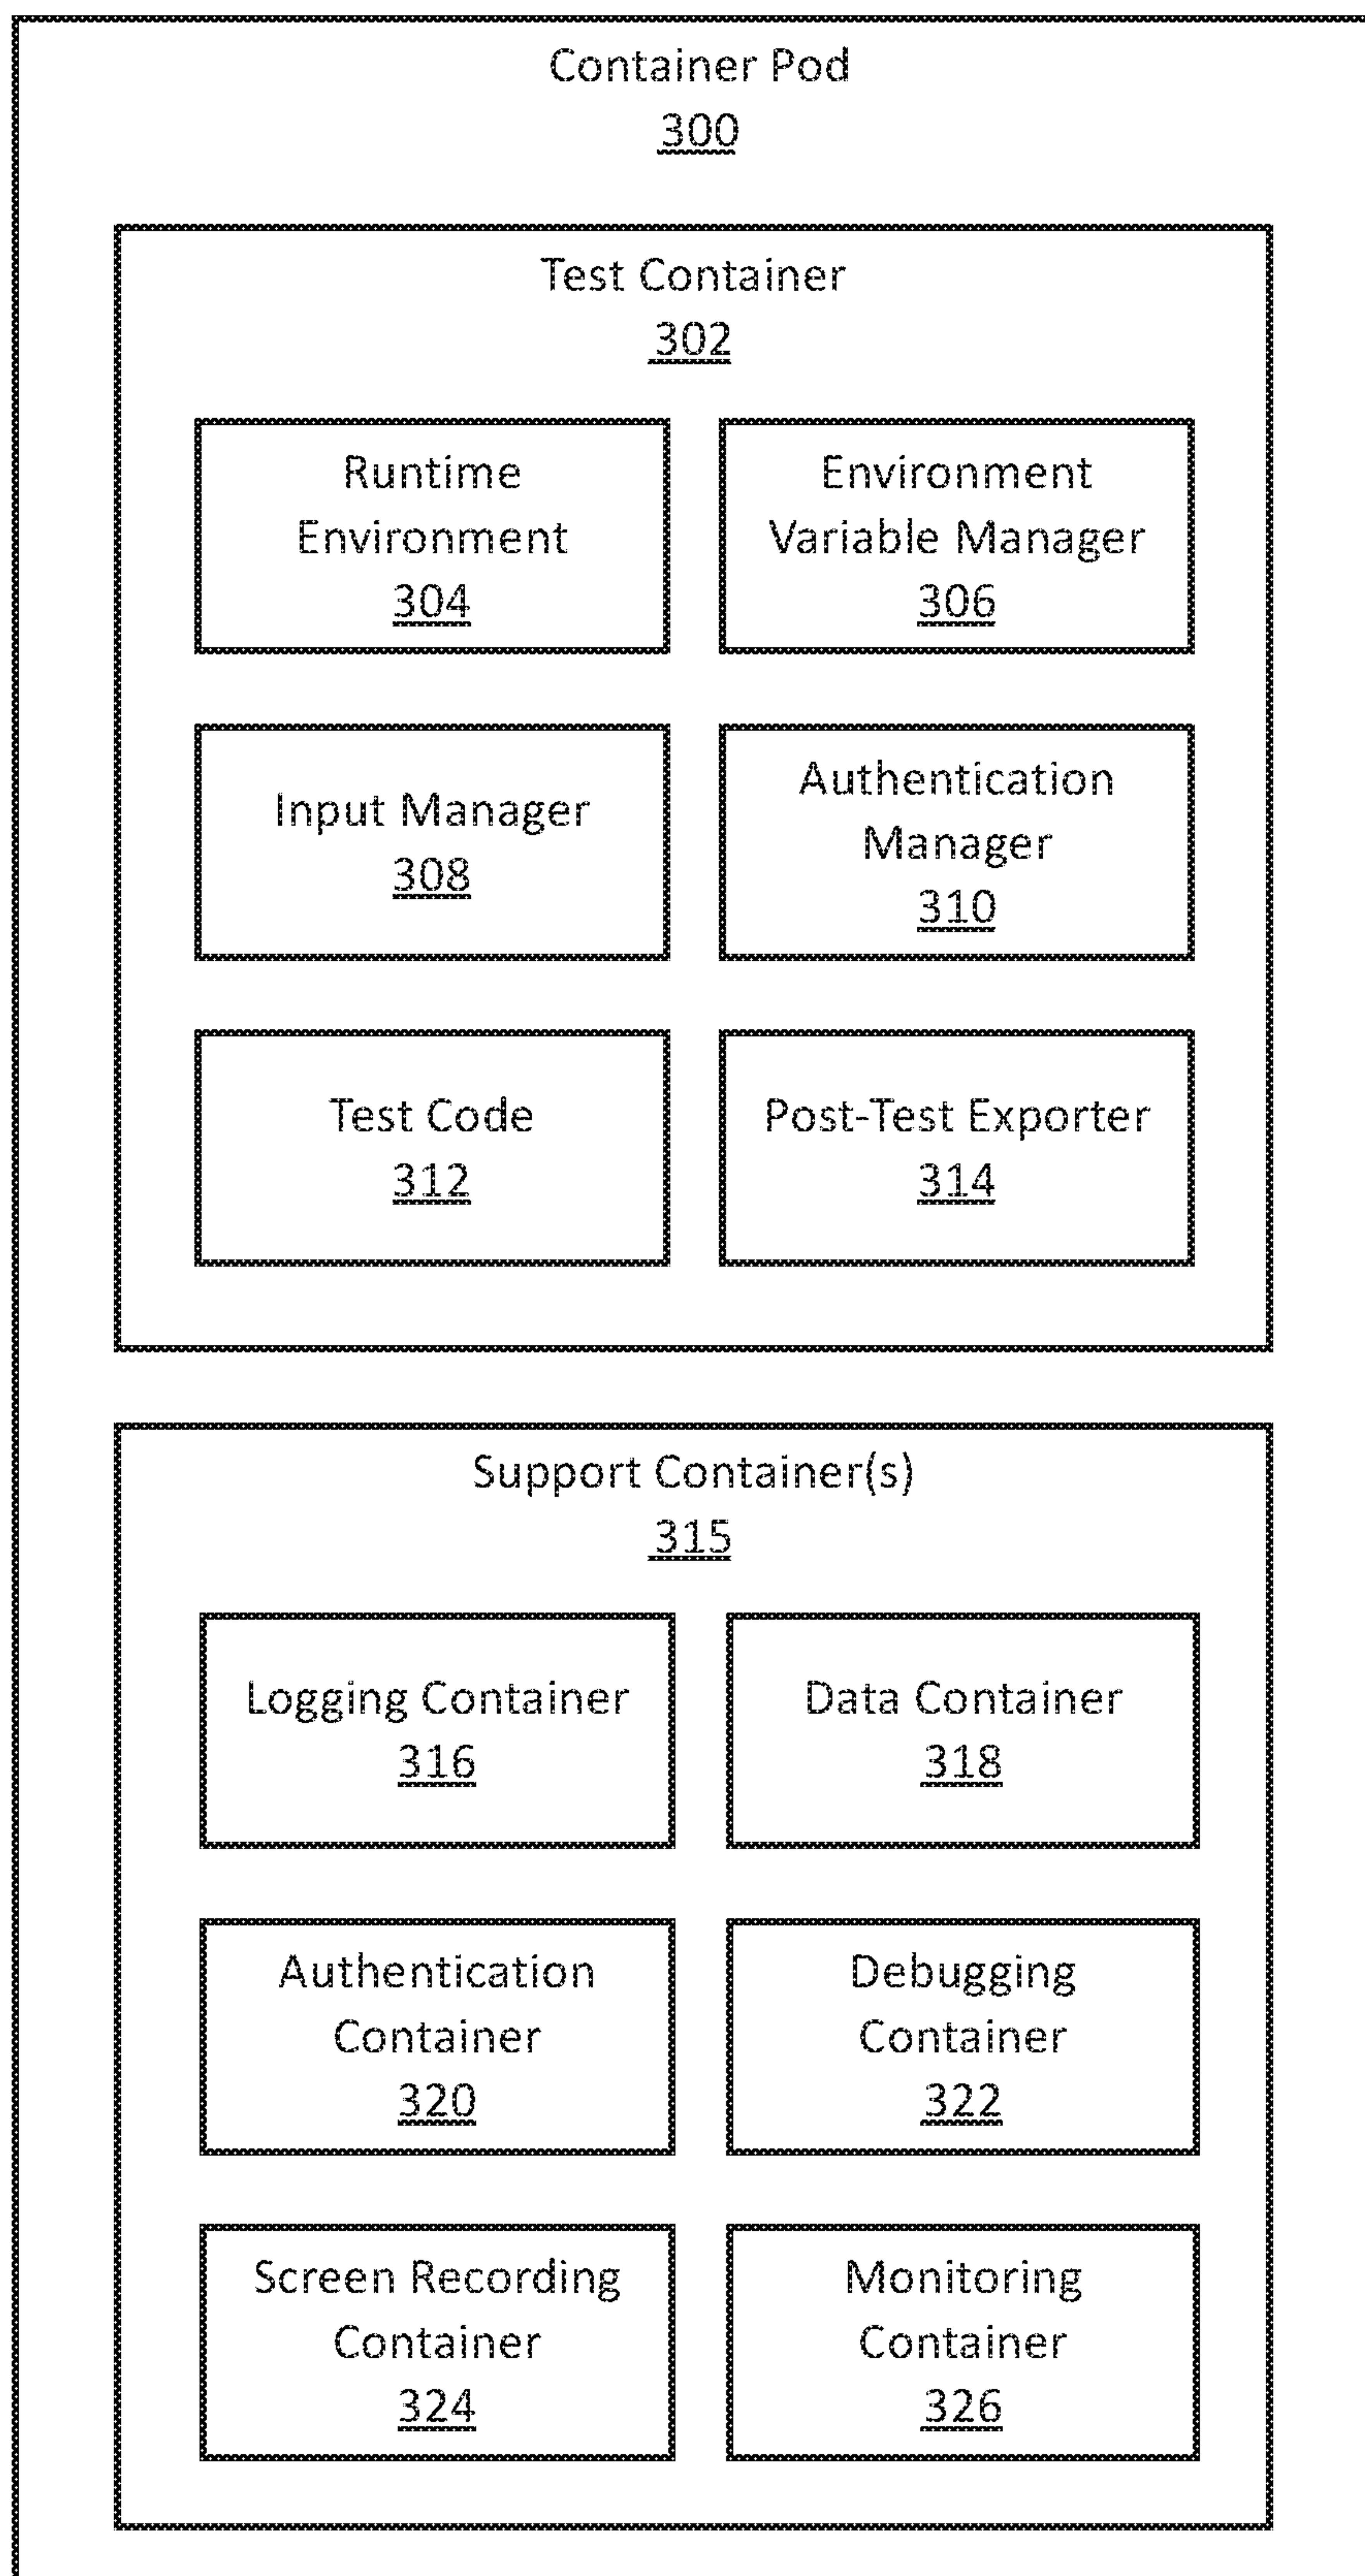 Container Pod
300
Test Container
302
Runtime
Environment
304
Environment
Variable Manager
306
Input Manager
308
Authentication
Manager
310
Test Code
312
Post-Test Exporter
314
Support Container(s)
315
Logging Container
316
Data Container
318
Authentication
Container
320
Debugging
Container
322
Screen Recording
Container
324
Monitoring
Container
326